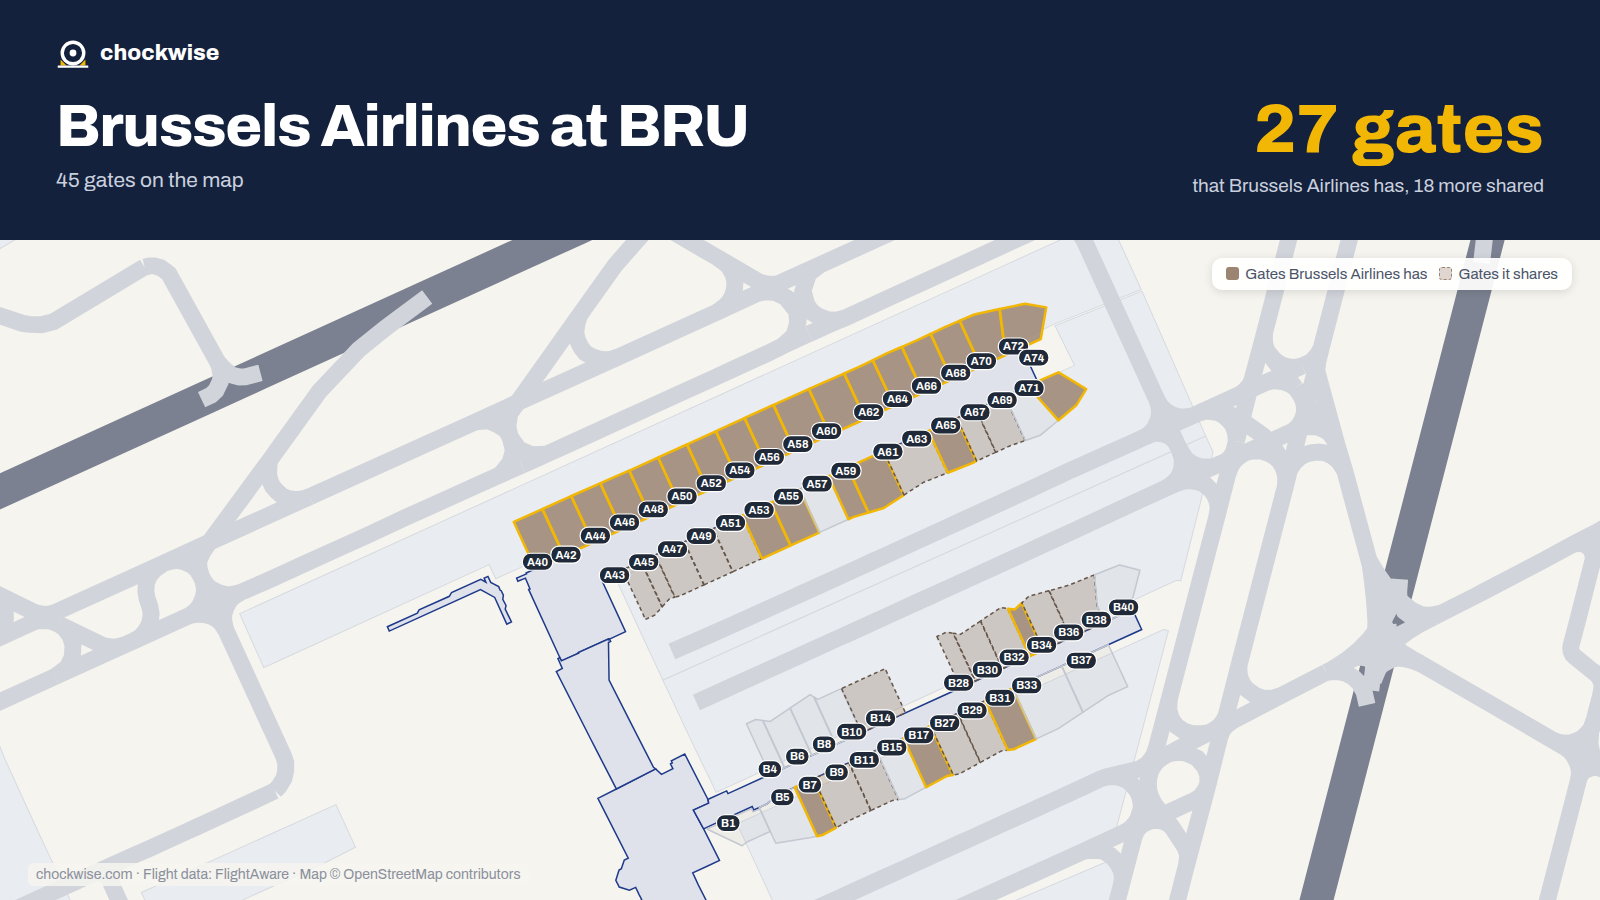 chockwise
Brussels Airlines at BRU
45 gates on the map
27 gates
that Brussels Airlines has, 18 more shared
Gates Brussels Airlines has
Gates it shares
A72
A74
A70
A68
A71
A66
A69
A64
A67
A62
A65
A60
A63
A58
A61
A56
A59
A54
A57
A52
A55
A50
A53
A48
A51
A46
A49
A44
A47
A42
A45
A40
A43
B40
B38
B36
B34
B32
B37
B30
B28
B33
B31
B29
B14
B27
B10
B17
B8
B15
B6
B11
B4
B9
B7
B5
B1
chockwise.com · Flight data: FlightAware · Map © OpenStreetMap contributors